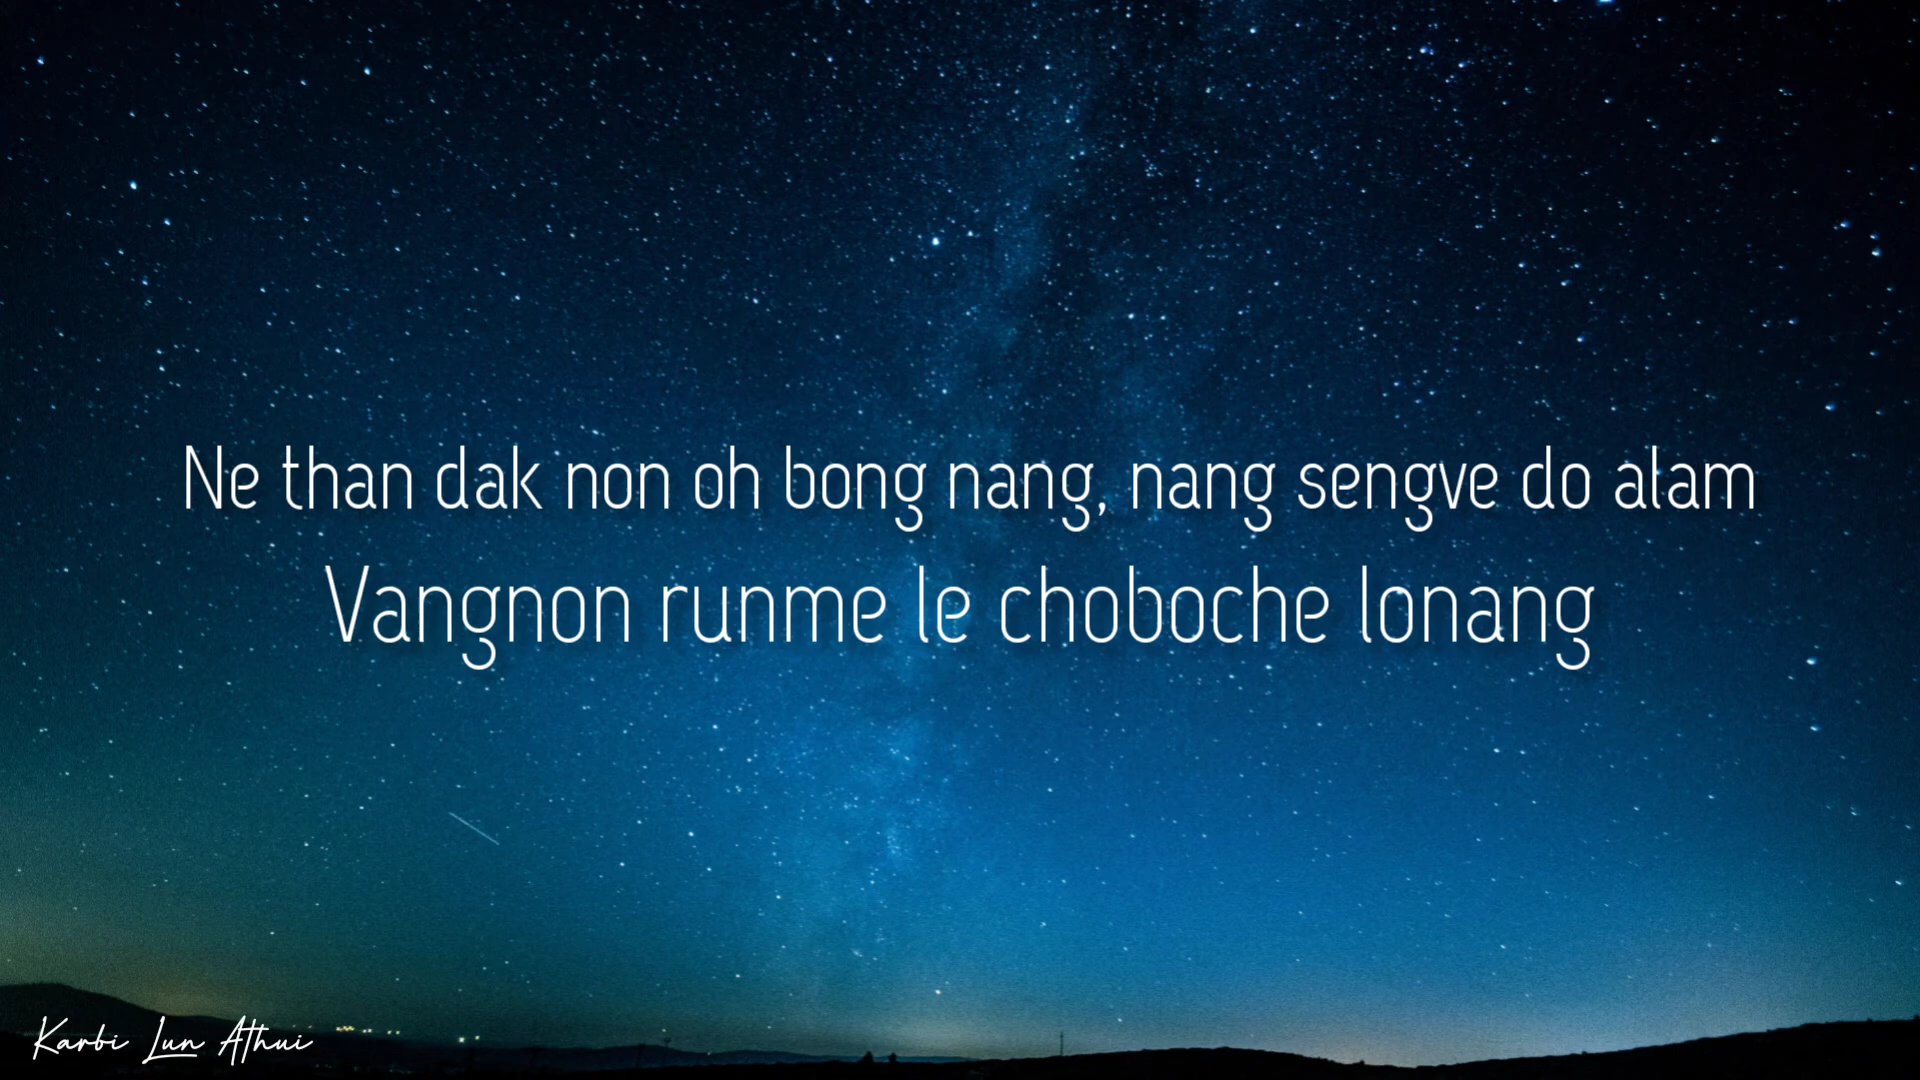 Ne than dak non oh bong nang, nang sengve do alam
Vangnon runme le choboche lonang
Karbi Lun Athui